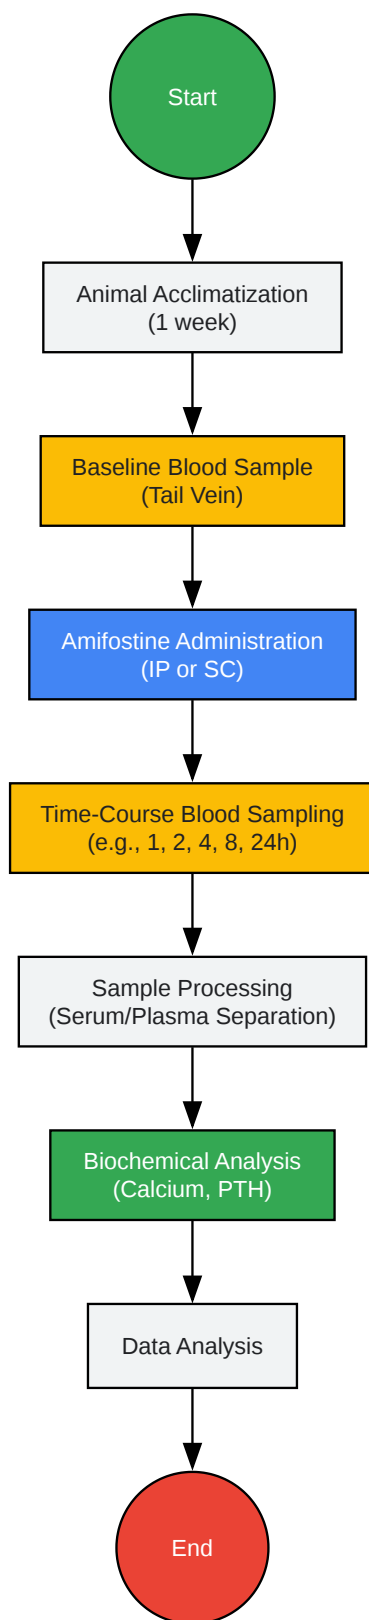 Start
Animal Acclimatization
(1 week)
Baseline Blood Sample
(Tail Vein)
Amifostine Administration
(IP or SC)
Time-Course Blood Sampling
(e.g., 1, 2, 4, 8, 24h)
Sample Processing
(Serum/Plasma Separation)
Biochemical Analysis
(Calcium, PTH)
Data Analysis
End